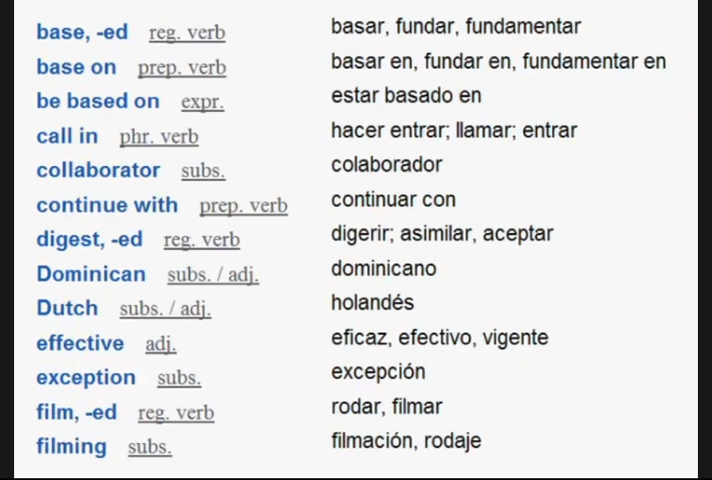 base, -ed reg. verb basar, fundar, fundamentar
base on prep. verb basar en, fundar en, fundamentar en
be based on expr. estar basado en
call in phr. verb hacer entrar; llamar; entrar
collaborator subs. colaborador
continue with prep. verb continuar con
digest, -ed reg. verb digerir; asimilar, aceptar
Dominican subs. / adj. dominicano
Dutch subs. / adj. holandés
effective adj. eficaz, efectivo, vigente
exception subs. excepción
film, -ed reg. verb rodar, filmar
filming subs. filmación, rodaje